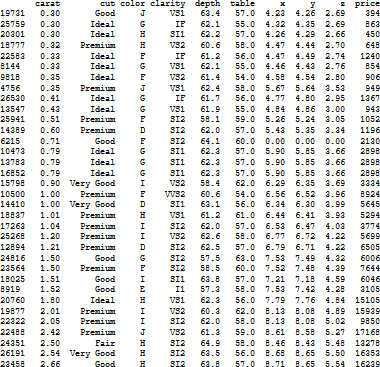 carat cut color clarity depth table x y z price
19731 0.30 Good J VS1 63.4 57.0 4.23 4.26 2.69 394
25759 0.30 Ideal G IF 62.1 55.0 4.32 4.35 2.69 863
20301 0.30 Ideal H SI1 62.2 57.0 4.26 4.29 2.66 450
18777 0.32 Premium H VS2 60.6 58.0 4.47 4.44 2.70 648
22583 0.33 Ideal F IF 61.2 56.0 4.47 4.49 2.74 1240
8144 0.33 Ideal G VS1 62.1 55.0 4.46 4.43 2.76 854
9818 0.35 Ideal F VS2 61.4 54.0 4.58 4.54 2.80 906
4756 0.35 Premium J VS1 62.4 58.0 5.67 5.64 3.53 949
26530 0.41 Ideal G IF 61.7 56.0 4.77 4.80 2.95 1367
13547 0.43 Ideal G VS1 61.9 55.0 4.84 4.86 3.00 943
25941 0.51 Premium F SI2 58.1 59.0 5.26 5.24 3.05 1052
14389 0.60 Premium D SI2 62.0 57.0 5.43 5.35 3.34 1196
6215 0.71 Good F SI2 64.1 60.0 0.00 0.00 0.00 2130
10473 0.79 Ideal G SI1 62.3 57.0 5.90 5.85 3.66 2898
13783 0.79 Ideal G SI1 62.3 57.0 5.90 5.85 3.66 2898
16852 0.79 Ideal G SI1 62.3 57.0 5.90 5.85 3.66 2898
15798 0.90 Very Good I VS2 58.4 62.0 6.29 6.35 3.69 3334
10500 1.00 Premium F VVS2 60.6 54.0 6.56 6.52 3.96 8924
14410 1.00 Very Good D SI1 63.1 56.0 6.34 6.30 3.99 5645
18837 1.01 Premium H VS1 61.2 61.0 6.44 6.41 3.93 5294
17263 1.04 Premium I SI2 62.0 57.0 6.53 6.47 4.03 3774
25268 1.20 Premium I VS2 62.6 58.0 6.77 6.72 4.22 5699
12894 1.21 Premium D SI2 62.5 57.0 6.79 6.71 4.22 6505
24816 1.50 Good G SI2 57.5 63.0 7.53 7.49 4.32 6006
23564 1.50 Premium F SI2 58.5 60.0 7.52 7.48 4.39 7644
18025 1.51 Good I SI1 63.8 57.0 7.21 7.18 4.59 6046
8919 1.52 Good E I1 57.3 58.0 7.53 7.42 4.28 3105
20760 1.80 Ideal H VS1 62.3 56.0 7.79 7.76 4.84 15105
19877 2.01 Premium I VS2 60.3 62.0 8.13 8.08 4.89 15939
22322 2.05 Premium I SI2 62.0 58.0 8.13 8.08 5.02 9850
22488 2.42 Premium J VS2 61.3 59.0 8.61 8.58 5.27 17168
24351 2.50 Fair H SI2 64.9 58.0 8.46 8.43 5.48 13278
26191 2.54 Very Good H SI2 63.5 56.0 8.68 8.65 5.50 16353
23458 2.66 Good H SI2 63.8 57.0 8.71 8.65 5.54 16239